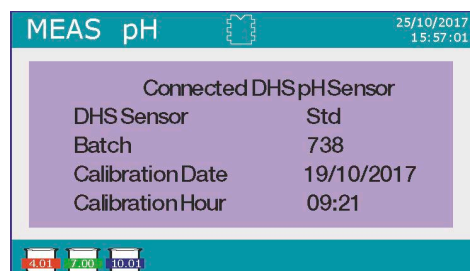 MEAS pH 25/10/2017
15:57:01
Connected DHS pH Sensor
DHS Sensor Std
Batch 738
Calibration Date 19/10/2017
Calibration Hour 09:21
4.01 7.00 10.01